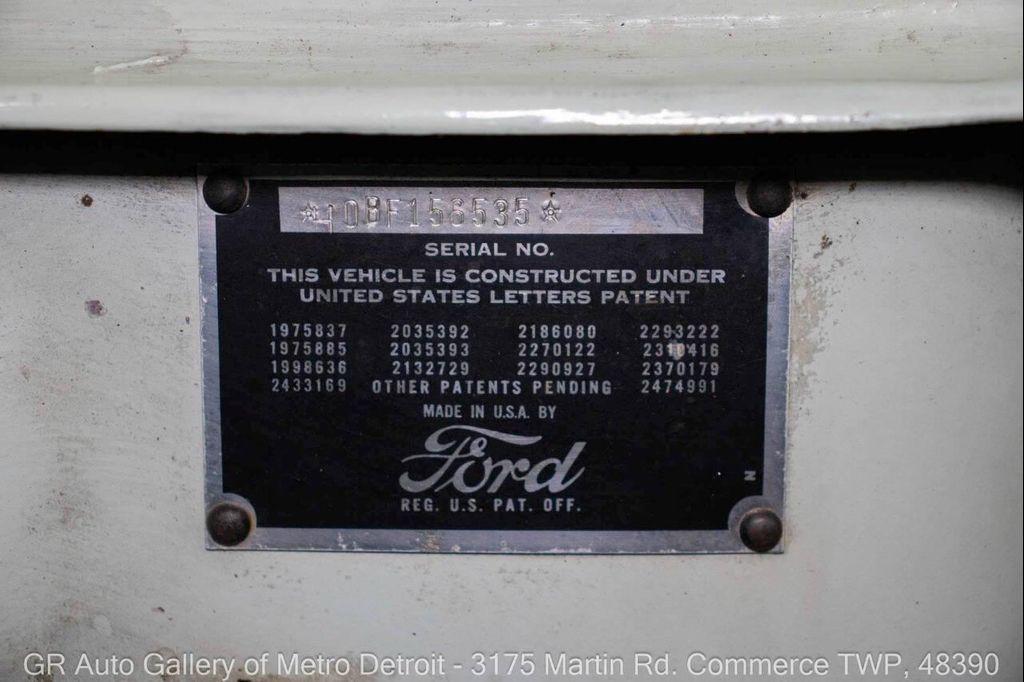 ☆10BF156535☆
SERIAL NO.
THIS VEHICLE IS CONSTRUCTED UNDER
UNITED STATES LETTERS PATENT
1975837 2035392 2186080 2293222
1975865 2035393 2270122 2310416
1998636 2132729 2290927 2370179
2433169 OTHER PATENTS PENDING 2474991
MADE IN U.S.A. BY
Ford
REG. U.S. PAT. OFF.
N
GR Auto Gallery of Metro Detroit - 3175 Martin Rd. Commerce TWP, 48390